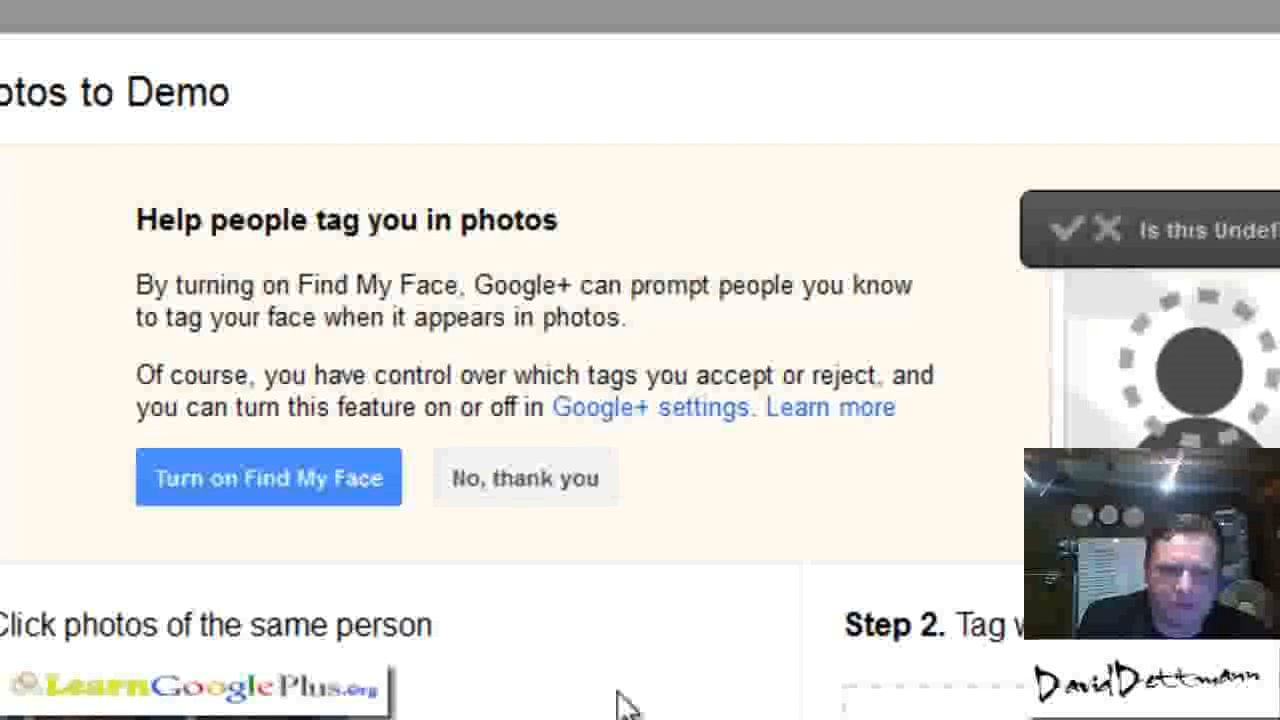 otos to Demo
Help people tag you in photos
Is this Undef
By turning on Find My Face, Google+ can prompt people you know
to tag your face when it appears in photos.
Of course, you have control over which tags you accept or reject, and
you can turn this feature on or off in Google+ settings. Learn more
Turn on Find My Face
No, thank you
Click photos of the same person
Step 2. Tag
LearnGooglePlus.org
DavidDettmann